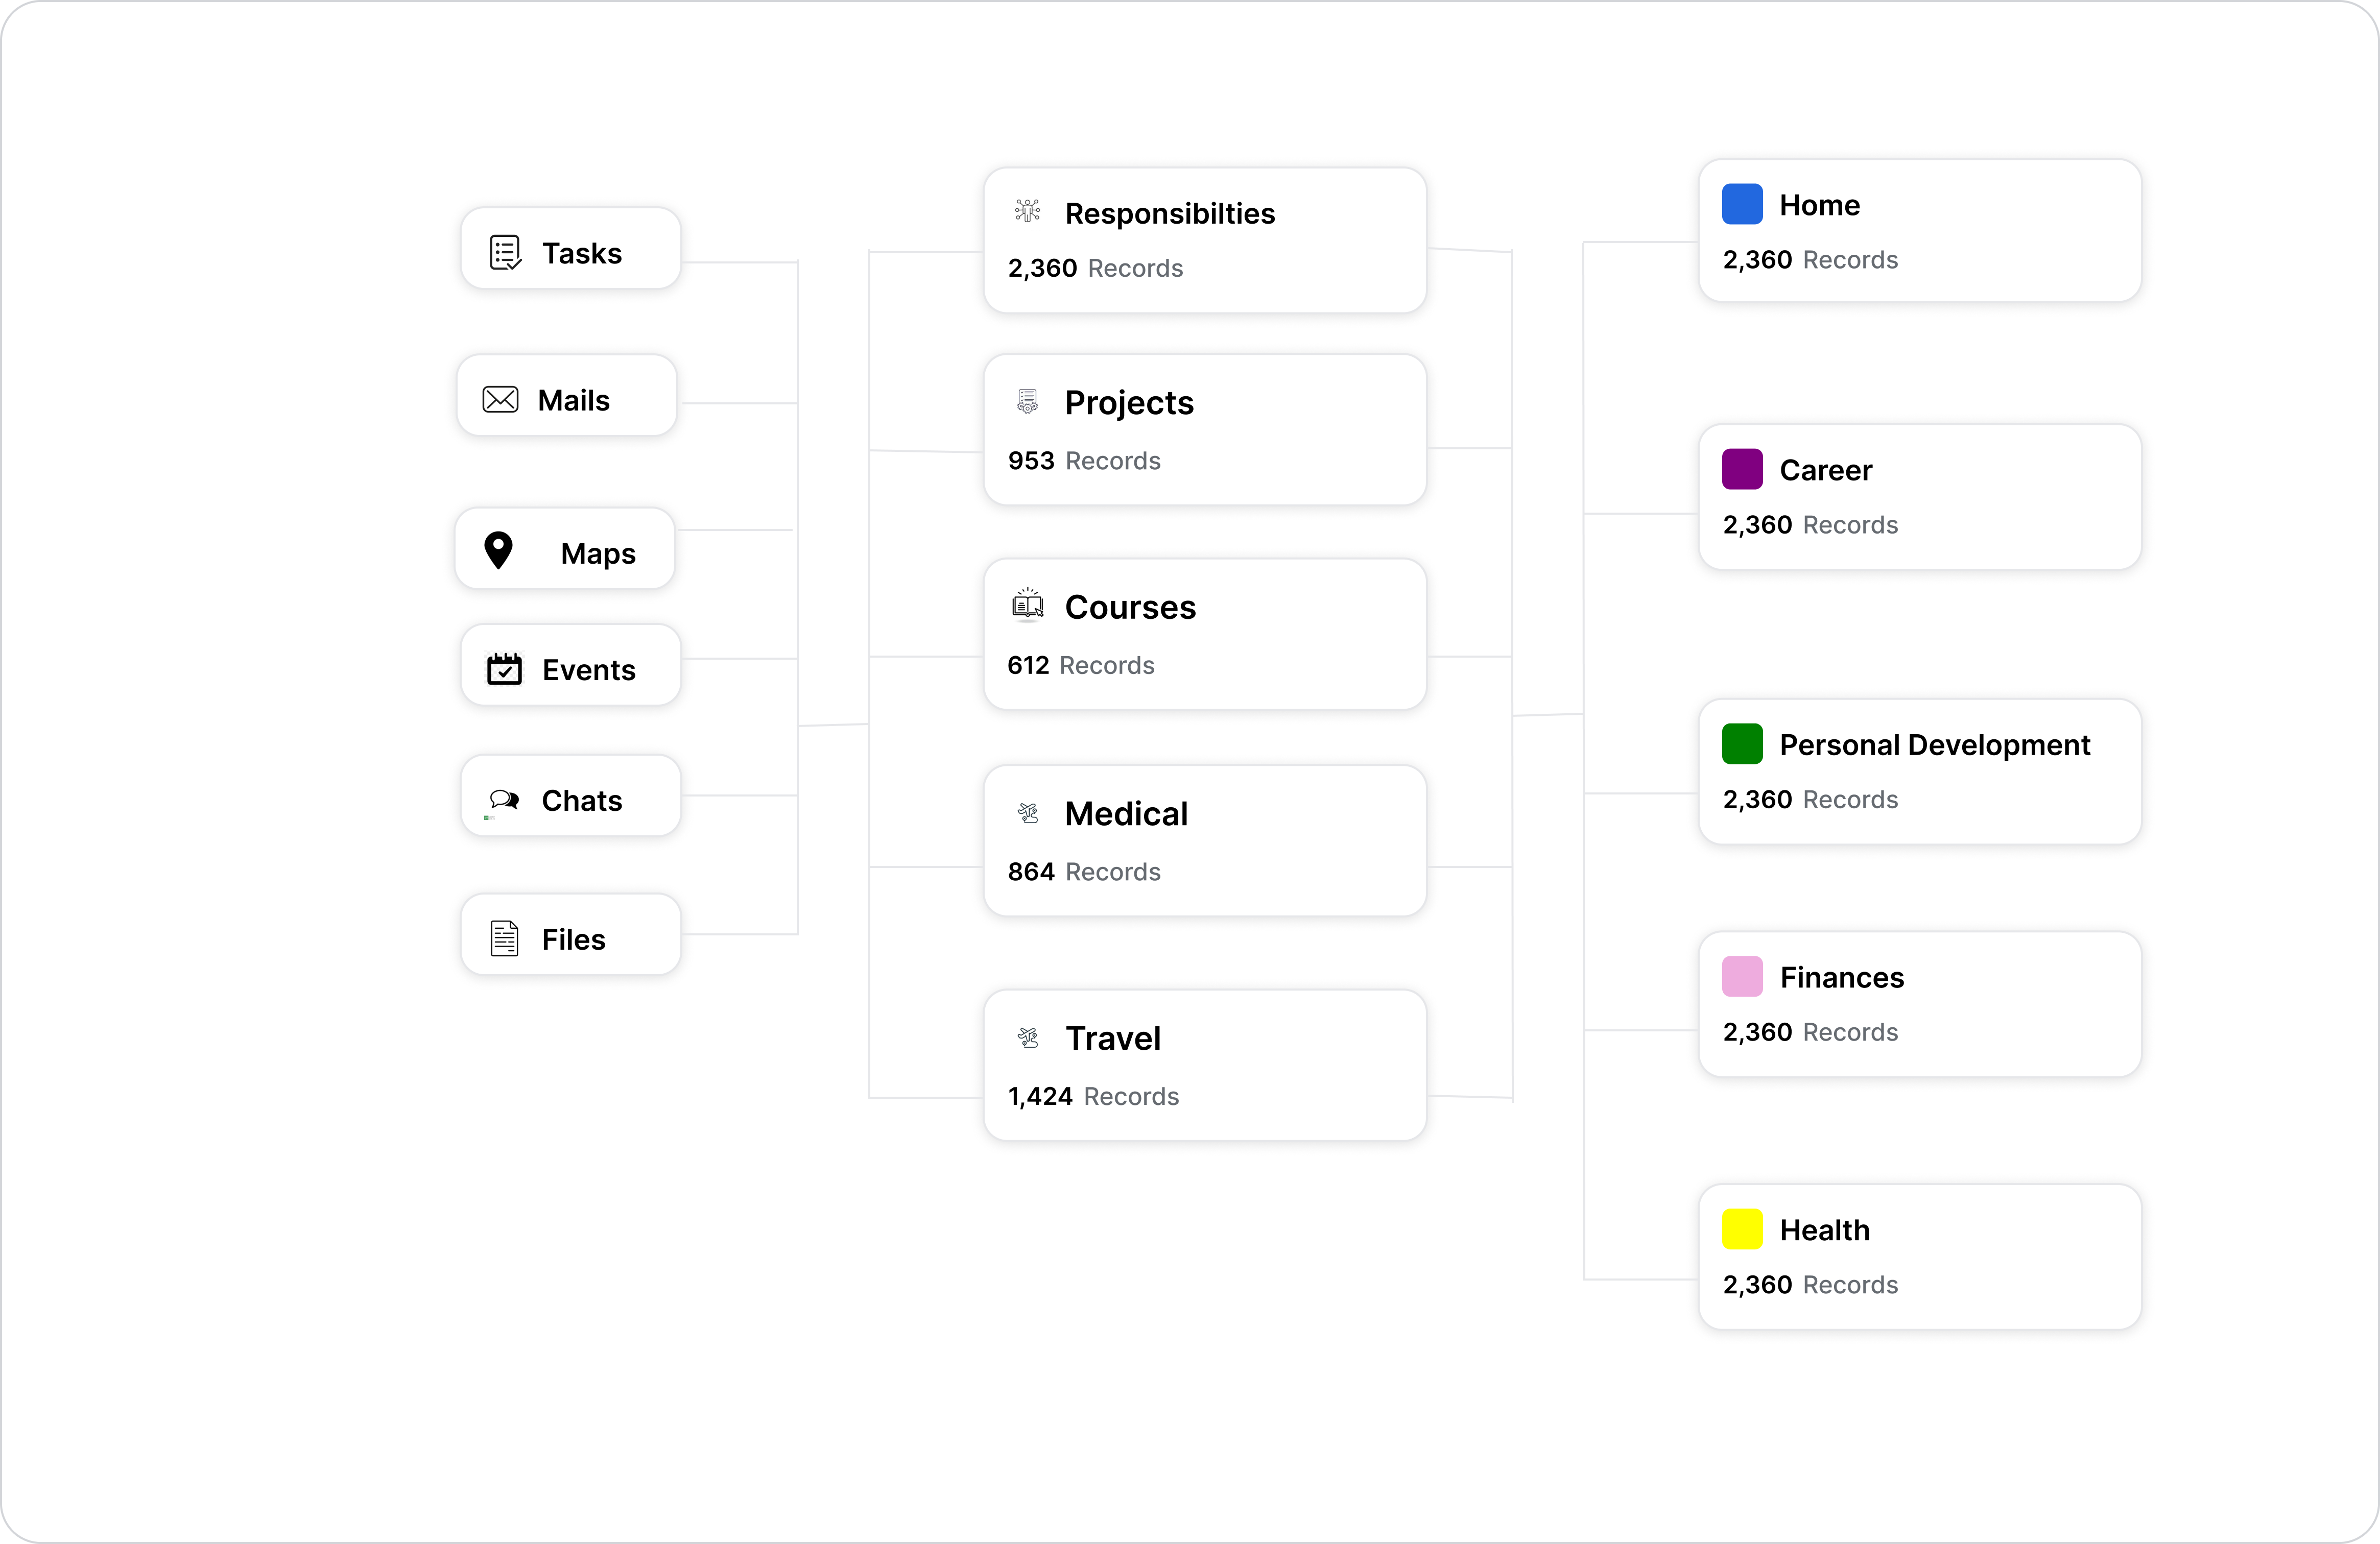 Tasks
Mails
Maps
Events
Chats
Files
Responsibilties
2,360 Records
Projects
953 Records
Courses
612 Records
Medical
864 Records
Travel
1,424 Records
Home
2,360 Records
Career
2,360 Records
Personal Development
2,360 Records
Finances
2,360 Records
Health
2,360 Records